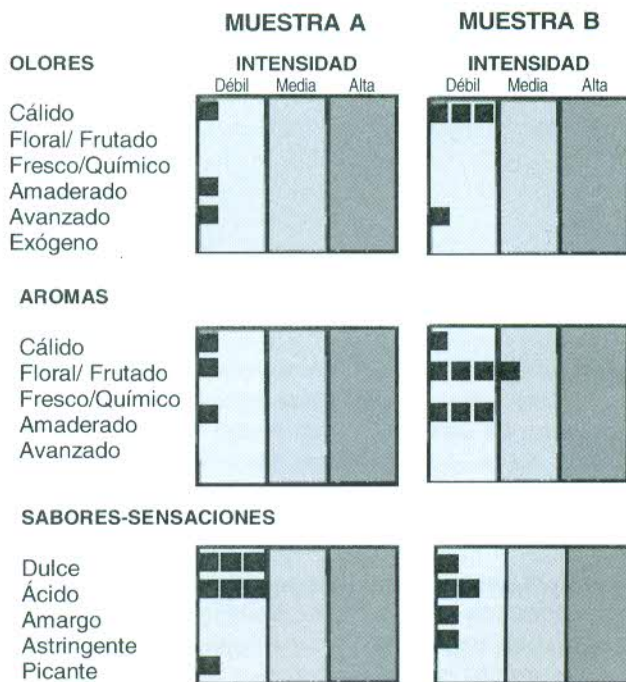 MUESTRA A MUESTRA B
OLORES INTENSIDAD INTENSIDAD
Débil Media Alta Débil Media Alta
Cálido
Floral/ Frutado
Fresco/Químico
Amaderado
Avanzado
Exógeno
AROMAS
Cálido
Floral/ Frutado
Fresco/Químico
Amaderado
Avanzado
SABORES-SENSACIONES
Dulce
Ácido
Amargo
Astringente
Picante